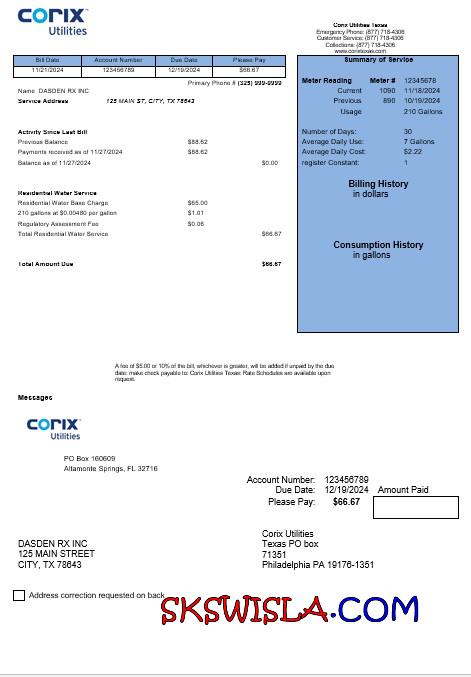 CORIX
Utilities
Corix Utilities Texas
Emergency Phone: (877) 718-4306
Customer Service: (877) 718-4306
Collections: (877) 718-4306
www.corixtexas.com
Bill Date Account Number Due Date Please Pay
11/21/2024 123456789 12/19/2024 $66.67
Primary Phone # (325) 999-9999
Name DASDEN RX INC
Service Address 125 MAIN ST, CITY, TX 78643
Activity Since Last Bill
Previous Balance $88.62
Payments received as of 11/27/2024 $88.62
Balance as of 11/27/2024 $0.00
Residential Water Service
Residential Water Base Charge $65.00
210 gallons at $0.00480 per gallon $1.01
Regulatory Assessment Fee $0.06
Total Residential Water Service $66.67
Total Amount Due $66.67
Summary of Service
Meter Reading Meter # 12345678
Current 1090 11/18/2024
Previous 890 10/19/2024
Usage 210 Gallons
Number of Days: 30
Average Daily Use: 7 Gallons
Average Daily Cost: $2.22
register Constant: 1
Billing History
in dollars
Consumption History
in gallons
A fee of $5.00 or 10% of the bill, whichever is greater, will be added if unpaid by the due
date: make check payable to: Corix Utilities Texas: Rate Schedules are available upon
request.
Messages
CORIX
Utilities
PO Box 160609
Altamonte Springs, FL 32716
Account Number: 123456789
Due Date: 12/19/2024 Amount Paid
Please Pay: $66.67
DASDEN RX INC
125 MAIN STREET
CITY, TX 78643
Corix Utilities
Texas PO box
71351
Philadelphia PA 19176-1351
Address correction requested on back
SKSWISLA.COM